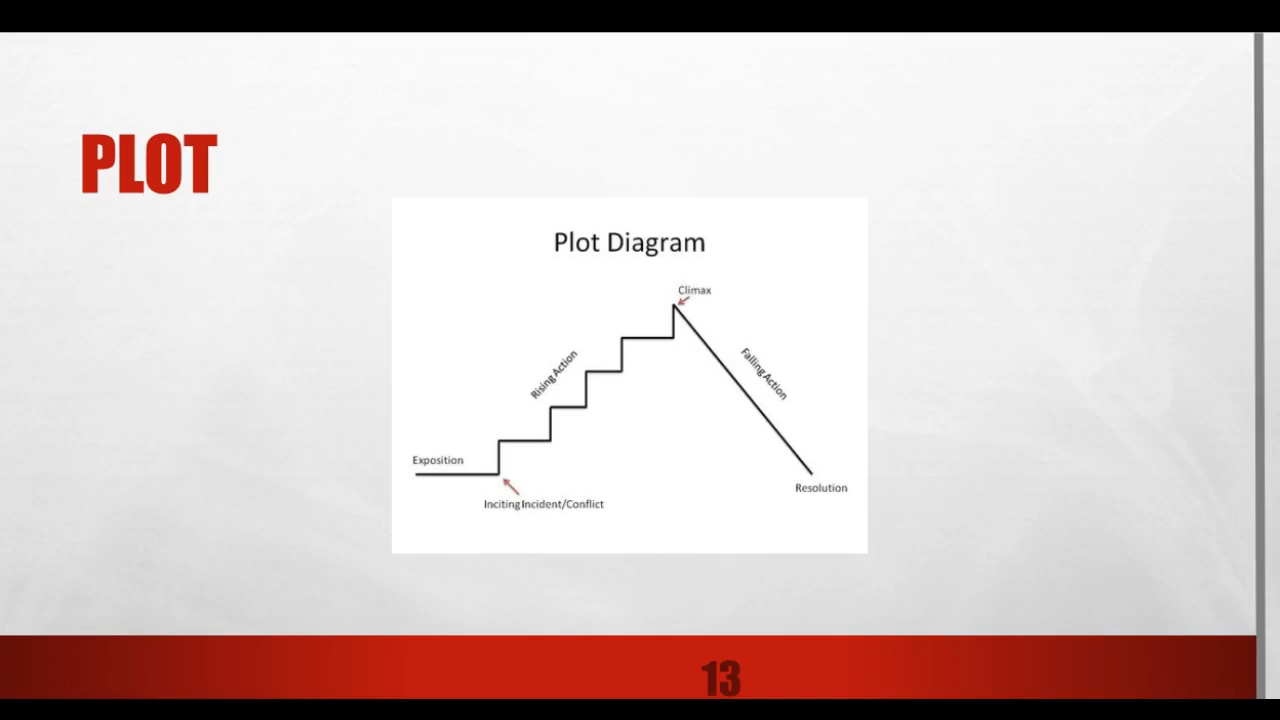 PLOT
Plot Diagram
Climax
Rising Action
Falling Action
Exposition
Resolution
Inciting Incident/Conflict
13